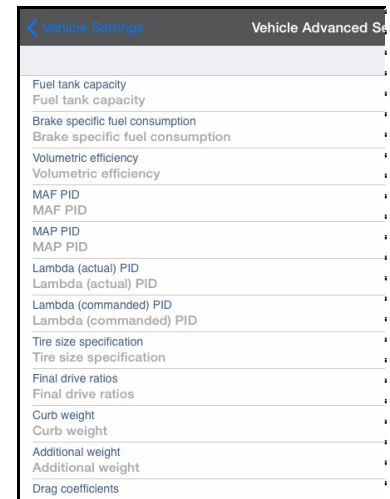 Vehicle Settings Vehicle Advanced Se
Fuel tank capacity
Fuel tank capacity
Brake specific fuel consumption
Brake specific fuel consumption
Volumetric efficiency
Volumetric efficiency
MAF PID
MAF PID
MAP PID
MAP PID
Lambda (actual) PID
Lambda (actual) PID
Lambda (commanded) PID
Lambda (commanded) PID
Tire size specification
Tire size specification
Final drive ratios
Final drive ratios
Curb weight
Curb weight
Additional weight
Additional weight
Drag coefficients